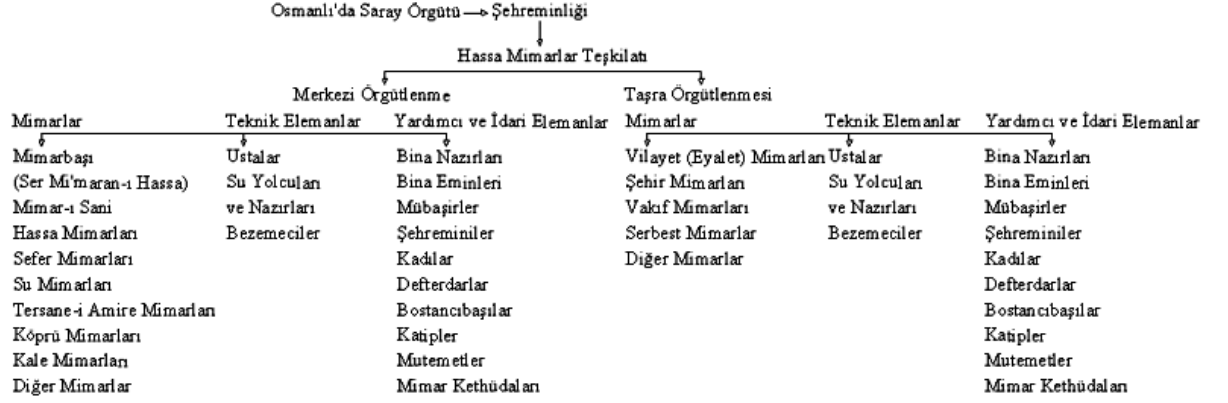 Osmanlı'da Saray Örgütü Şehreminliği
Hassa Mimarlar Teşkilatı
Merkezi Örgütlenme Taşra Örgütlenmesi
Mimarlar Teknik Elemanlar Yardımcı ve İdari Elemanlar Mimarlar Teknik Elemanlar Yardımcı ve İdari Elemanlar
Mimarbaşı Ustalar Bina Nazırları Vilayet (Eyalet) Mimarları Ustalar Bina Nazırları
(Ser Mi'maran-ı Hassa) Su Yolcuları Bina Eminleri Şehir Mimarları Su Yolcuları Bina Eminleri
Mimar-ı Sani ve Nazırları Mübaşirler Vakıf Mimarları ve Nazırları Mübaşirler
Hassa Mimarları Bezemeciler Şehreminiler Serbest Mimarlar Bezemeciler Şehreminiler
Sefer Mimarları Kadılar Diğer Mimarlar Kadılar
Su Mimarları Defterdarlar Defterdarlar
Tersane-i Amire Mimarları Bostancıbaşılar Bostancıbaşılar
Köprü Mimarları Katipler Katipler
Kale Mimarları Mutemetler Mutemetler
Diğer Mimarlar Mimar Kethüdaları Mimar Kethüdaları